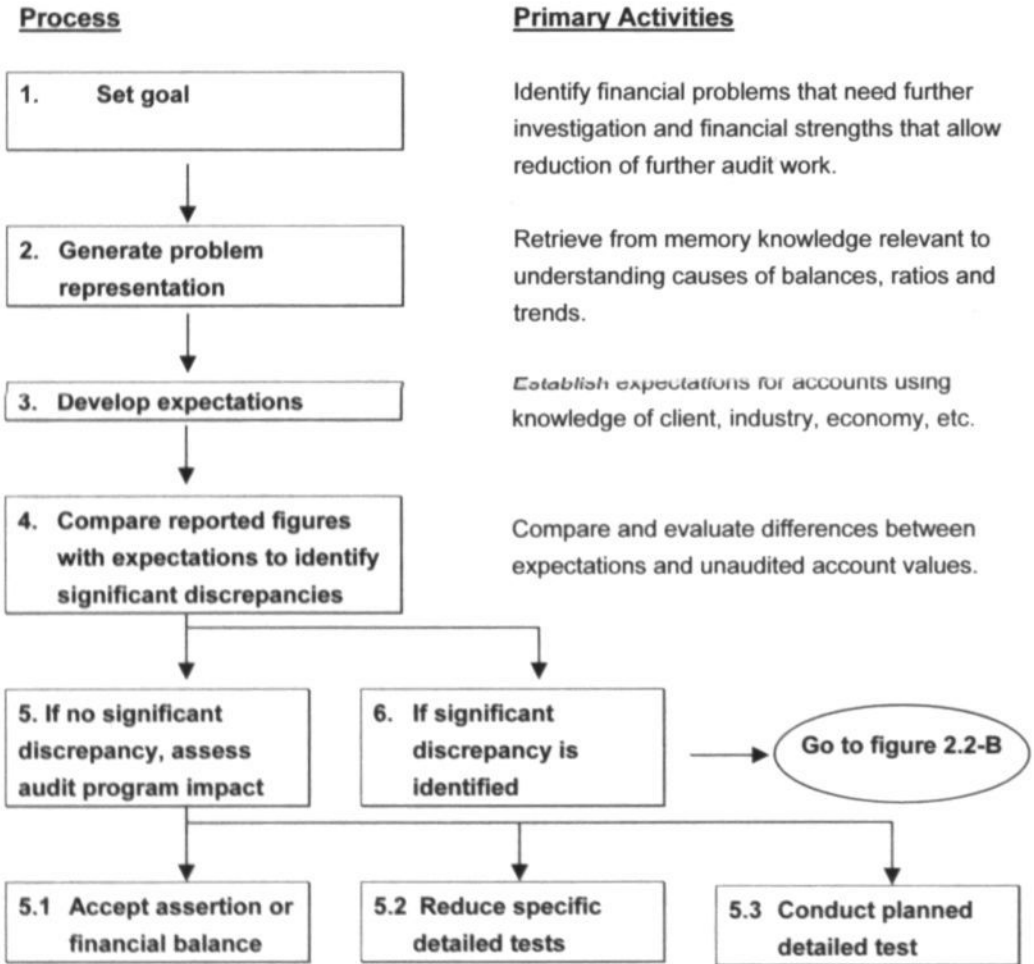 Process
Primary Activities
1. Set goal
Identify financial problems that need further
investigation and financial strengths that allow
reduction of further audit work.
2. Generate problem
representation
Retrieve from memory knowledge relevant to
understanding causes of balances, ratios and
trends.
3. Develop expectations
Establish expectations for accounts using
knowledge of client, industry, economy, etc.
4. Compare reported figures
with expectations to identify
significant discrepancies
Compare and evaluate differences between
expectations and unaudited account values.
5. If no significant
discrepancy, assess
audit program impact
6. If significant
discrepancy is
identified
Go to figure 2.2-B
5.1 Accept assertion or
financial balance
5.2 Reduce specific
detailed tests
5.3 Conduct planned
detailed test